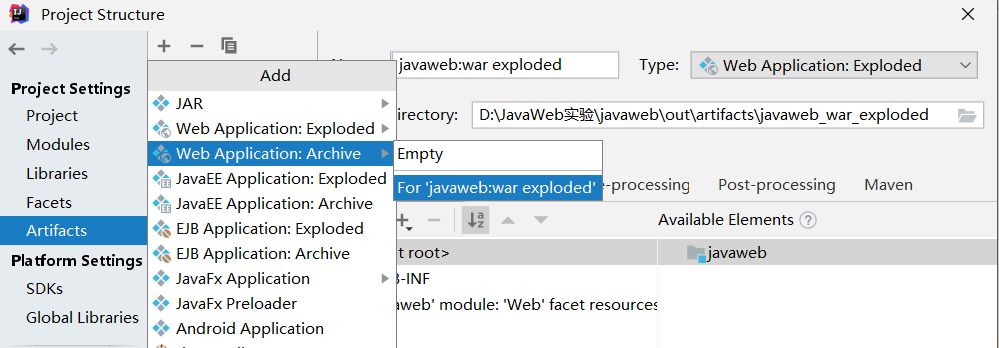 Project Structure
Project Settings
Project
Modules
Libraries
Facets
Artifacts
Platform Settings
SDKs
Global Libraries
Add
JAR
Web Application: Exploded
Web Application: Archive
JavaEE Application: Exploded
JavaEE Application: Archive
EJB Application: Exploded
EJB Application: Archive
JavaFx Application
JavaFx Preloader
Android Application
Empty
For 'javaweb:war exploded'
javaweb:war exploded
Type: Web Application: Exploded
irectory: D:\JavaWeb实验\javaweb\out\artifacts\javaweb_war_exploded
e-processing Post-processing Maven
Available Elements ?
t root>
javaweb
B-INF
aweb' module: 'Web' facet resources